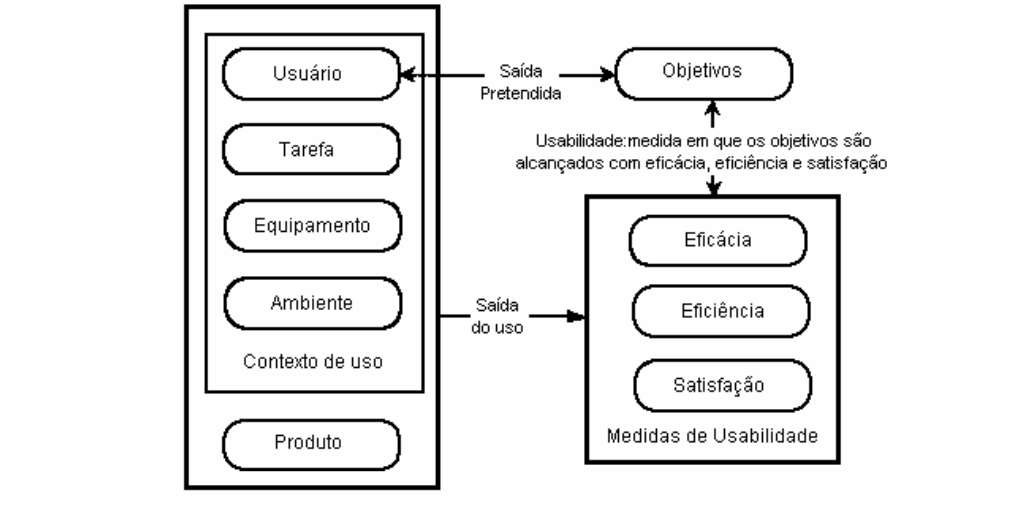 Usuário
Saída
Pretendida
Objetivos
Tarefa
Usabilidade:medida em que os objetivos são
alcançados com eficácia, eficiência e satisfação
Equipamento
Ambiente
Contexto de uso
Produto
Saída
do uso
Eficácia
Eficiência
Satisfação
Medidas de Usabilidade